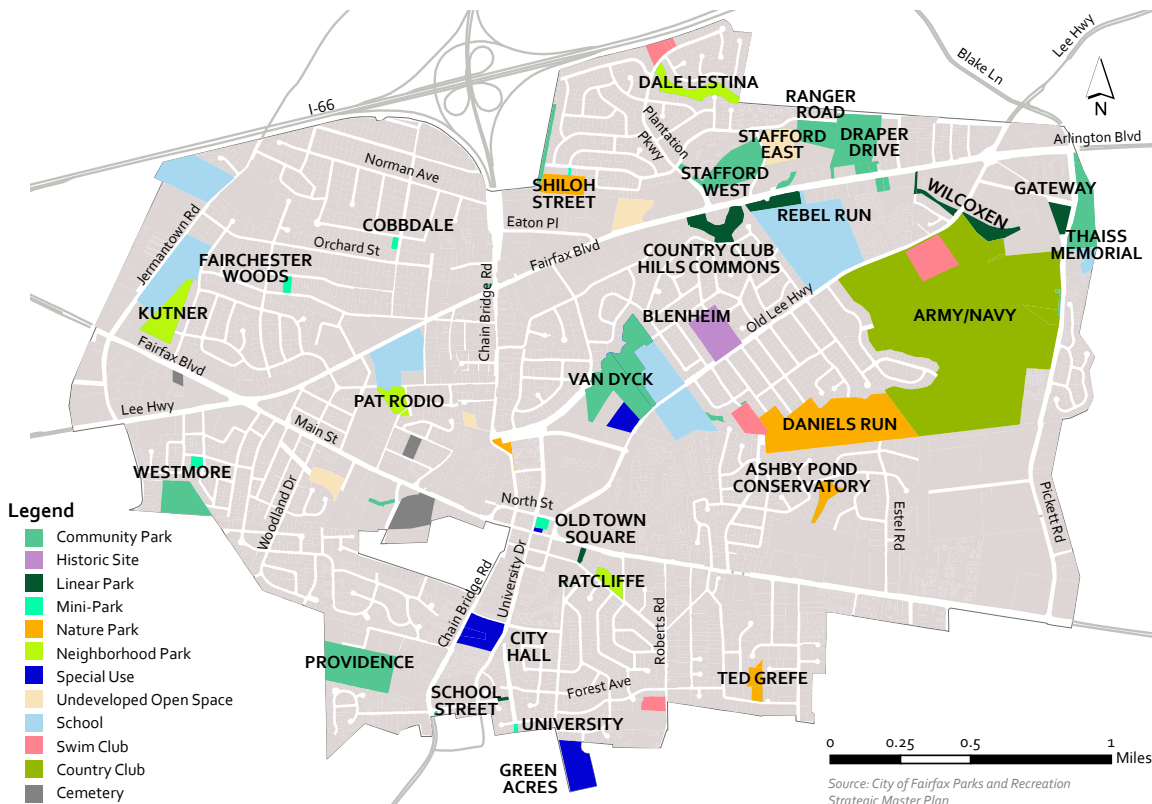 Lee Hwy
Blake Ln
I-66
DALE LESTINA
RANGER
ROAD
Plantation
Pkwy
STAFFORD
EAST
DRAPER
DRIVE
Arlington Blvd
N
Norman Ave
STAFFORD
WEST
SHILOH
STREET
WILCOXEN
GATEWAY
Jermantown Rd
COBBDALE
Eaton Pl
REBEL RUN
Orchard St
Fairfax Blvd
THAISS
MEMORIAL
FAIRCHESTER
WOODS
COUNTRY CLUB
HILLS COMMONS
Chain Bridge Rd
Old Lee Hwy
KUTNER
BLENHEIM
ARMY/NAVY
Fairfax Blvd
VAN DYCK
PAT RODIO
Lee Hwy
Main St
DANIELS RUN
WESTMORE
ASHBY POND
CONSERVATORY
Woodland Dr
North St
Estel Rd
Pickett Rd
OLD TOWN
SQUARE
University Dr
Chain Bridge Rd
RATCLIFFE
Roberts Rd
CITY
HALL
PROVIDENCE
TED GREFE
SCHOOL
STREET
Forest Ave
UNIVERSITY
GREEN
ACRES
Legend
Community Park
Historic Site
Linear Park
Mini-Park
Nature Park
Neighborhood Park
Special Use
Undeveloped Open Space
School
Swim Club
Country Club
Cemetery
0 0.25 0.5 1
Miles
Source: City of Fairfax Parks and Recreation
Strategic Master Plan